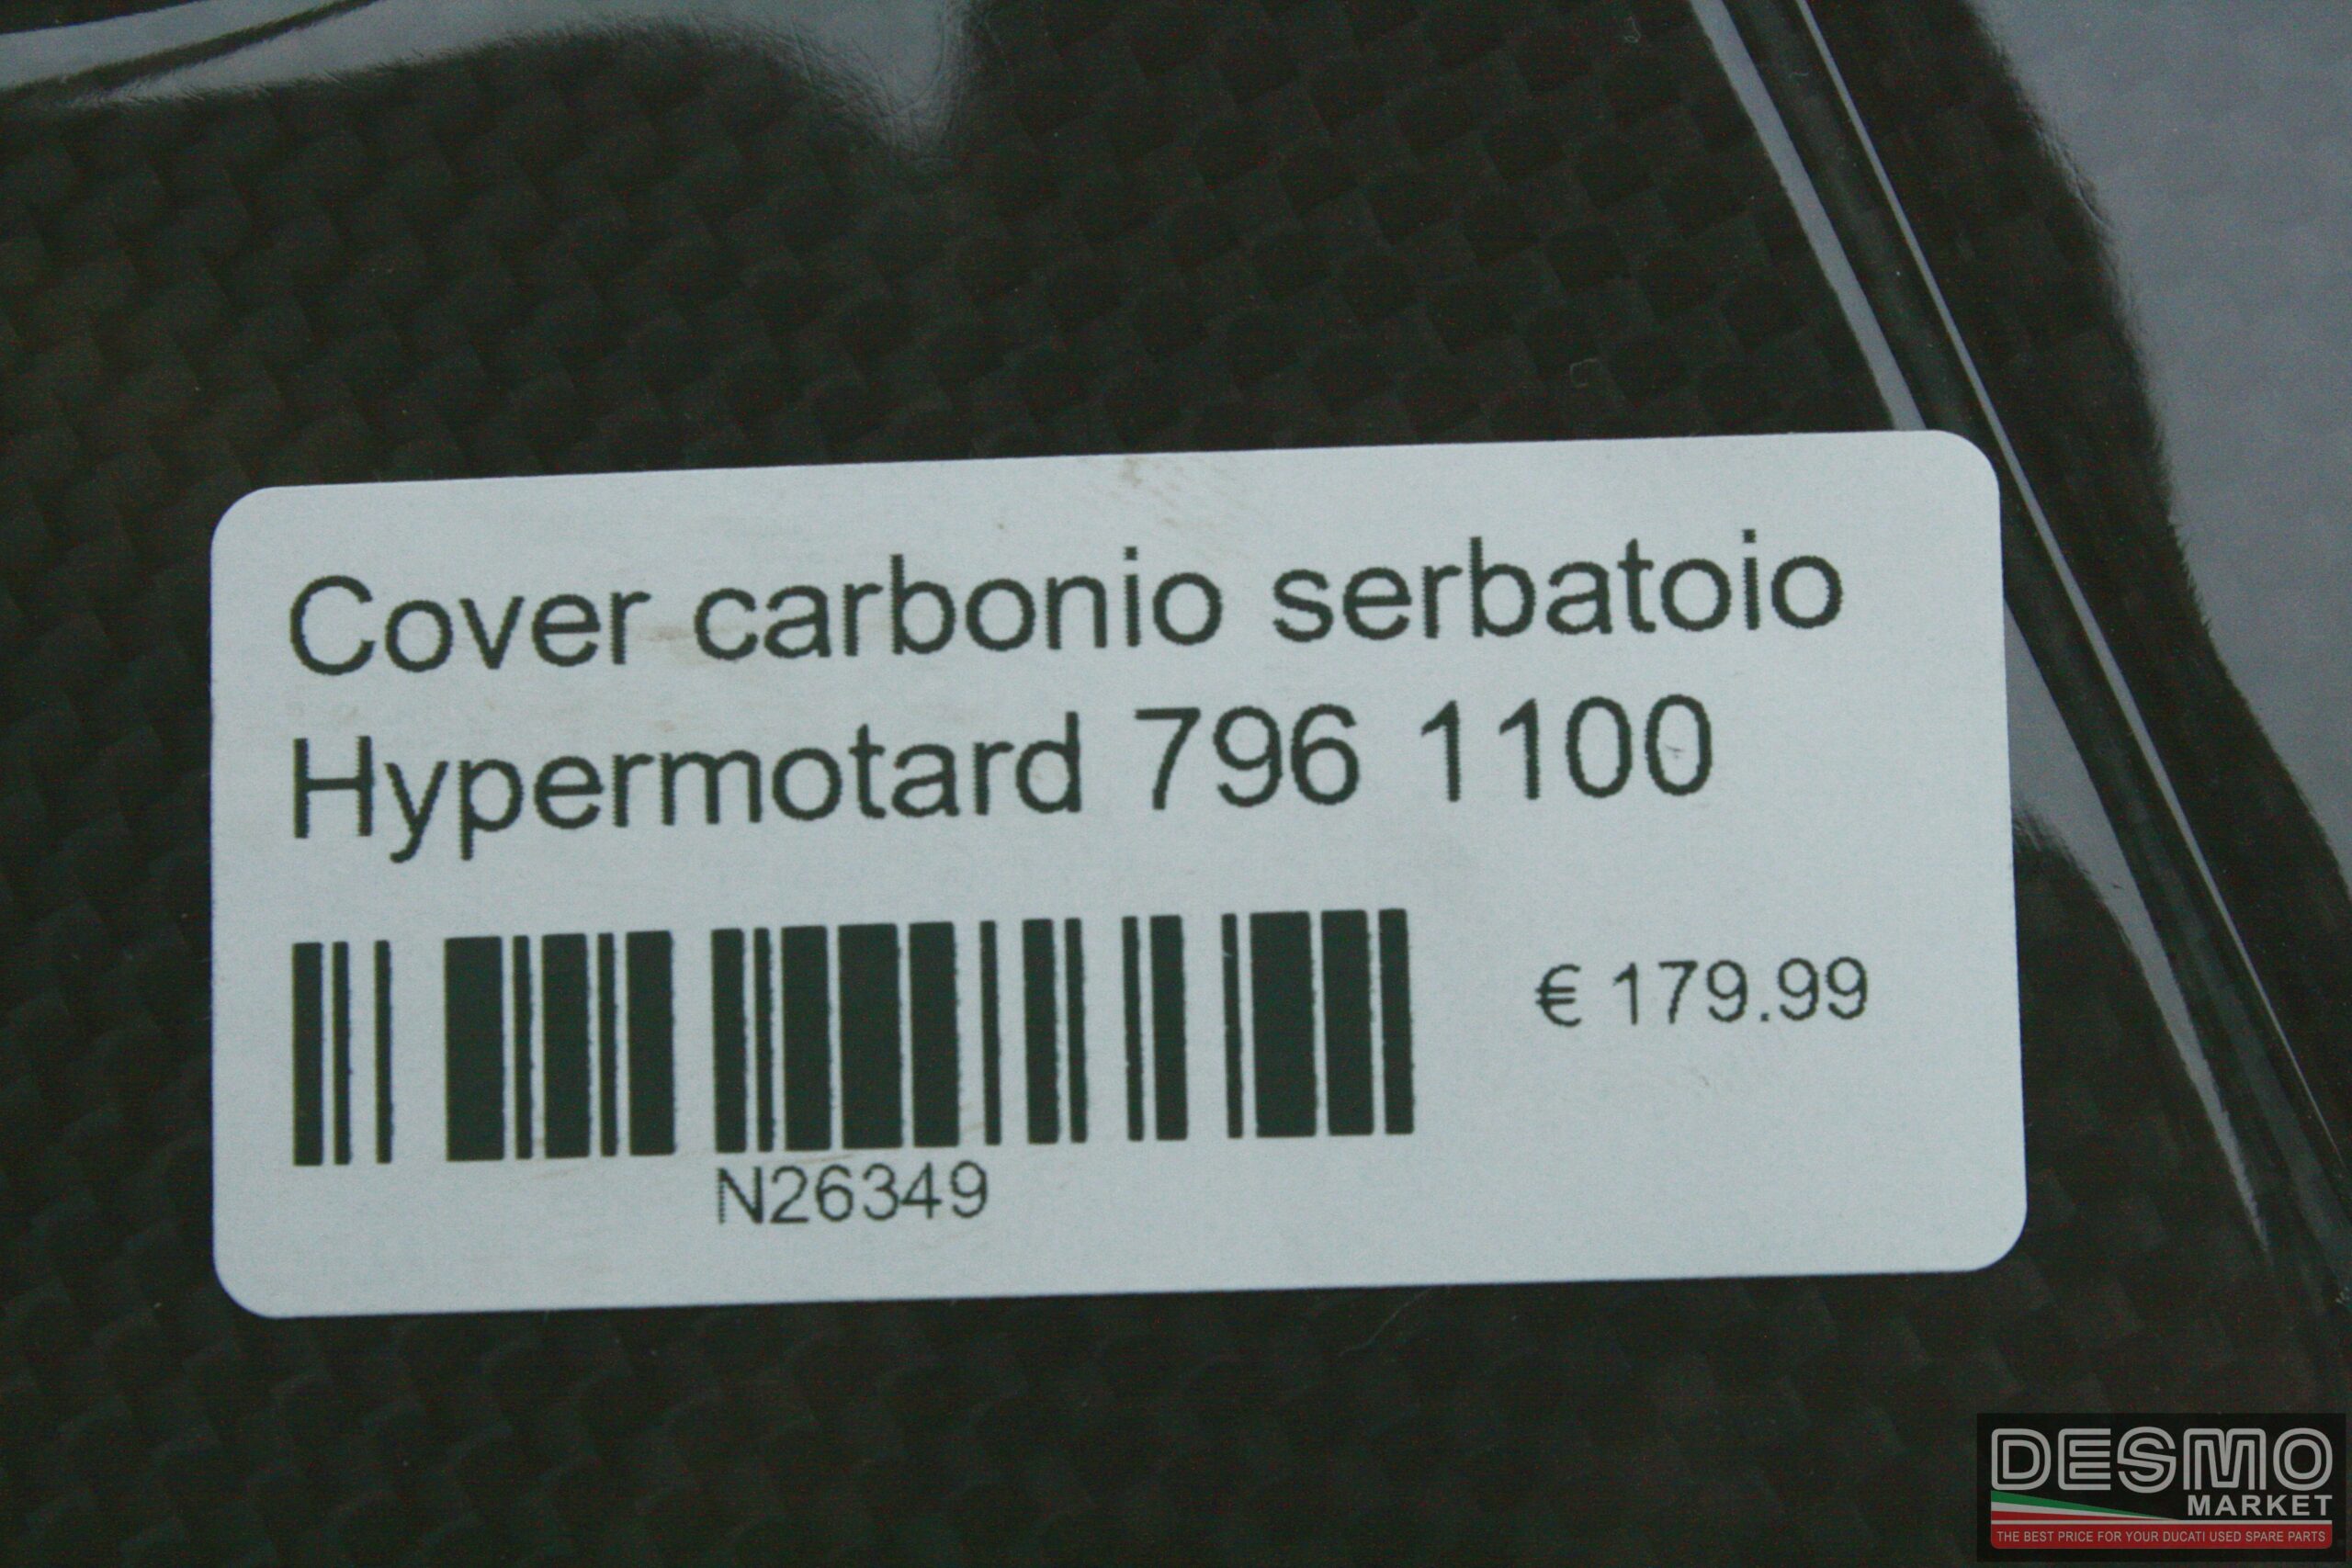 Cover carbonio serbatoio
Hypermotard 796 1100
€ 179.99
N26349
DESMO
MARKET
THE BEST PRICE FOR YOUR DUCATI USED SPARE PARTS